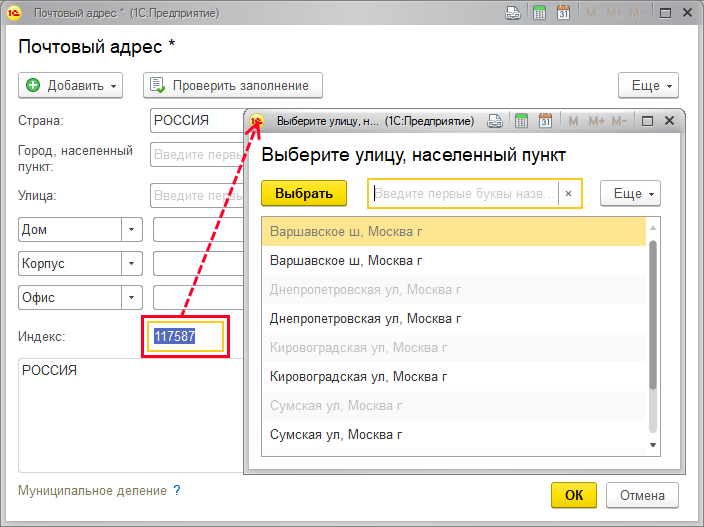 Почтовый адрес * (1С:Предприятие)
M M+ M−
Почтовый адрес *
Добавить
Проверить заполнение
Еще
Страна:
РОССИЯ
Город, населенный
пункт:
Введите первы
Улица:
Введите первы
Дом
Корпус
Офис
Индекс:
117587
РОССИЯ
Муниципальное деление ?
ОК
Отмена
Выберите улицу, н... (1С:Предприятие)
M M+ M−
Выберите улицу, населенный пункт
Выбрать
Введите первые буквы назв...
×
Еще
Варшавское ш, Москва г
Варшавское ш, Москва г
Днепропетровская ул, Москва г
Днепропетровская ул, Москва г
Кировоградская ул, Москва г
Кировоградская ул, Москва г
Сумская ул, Москва г
Сумская ул, Москва г